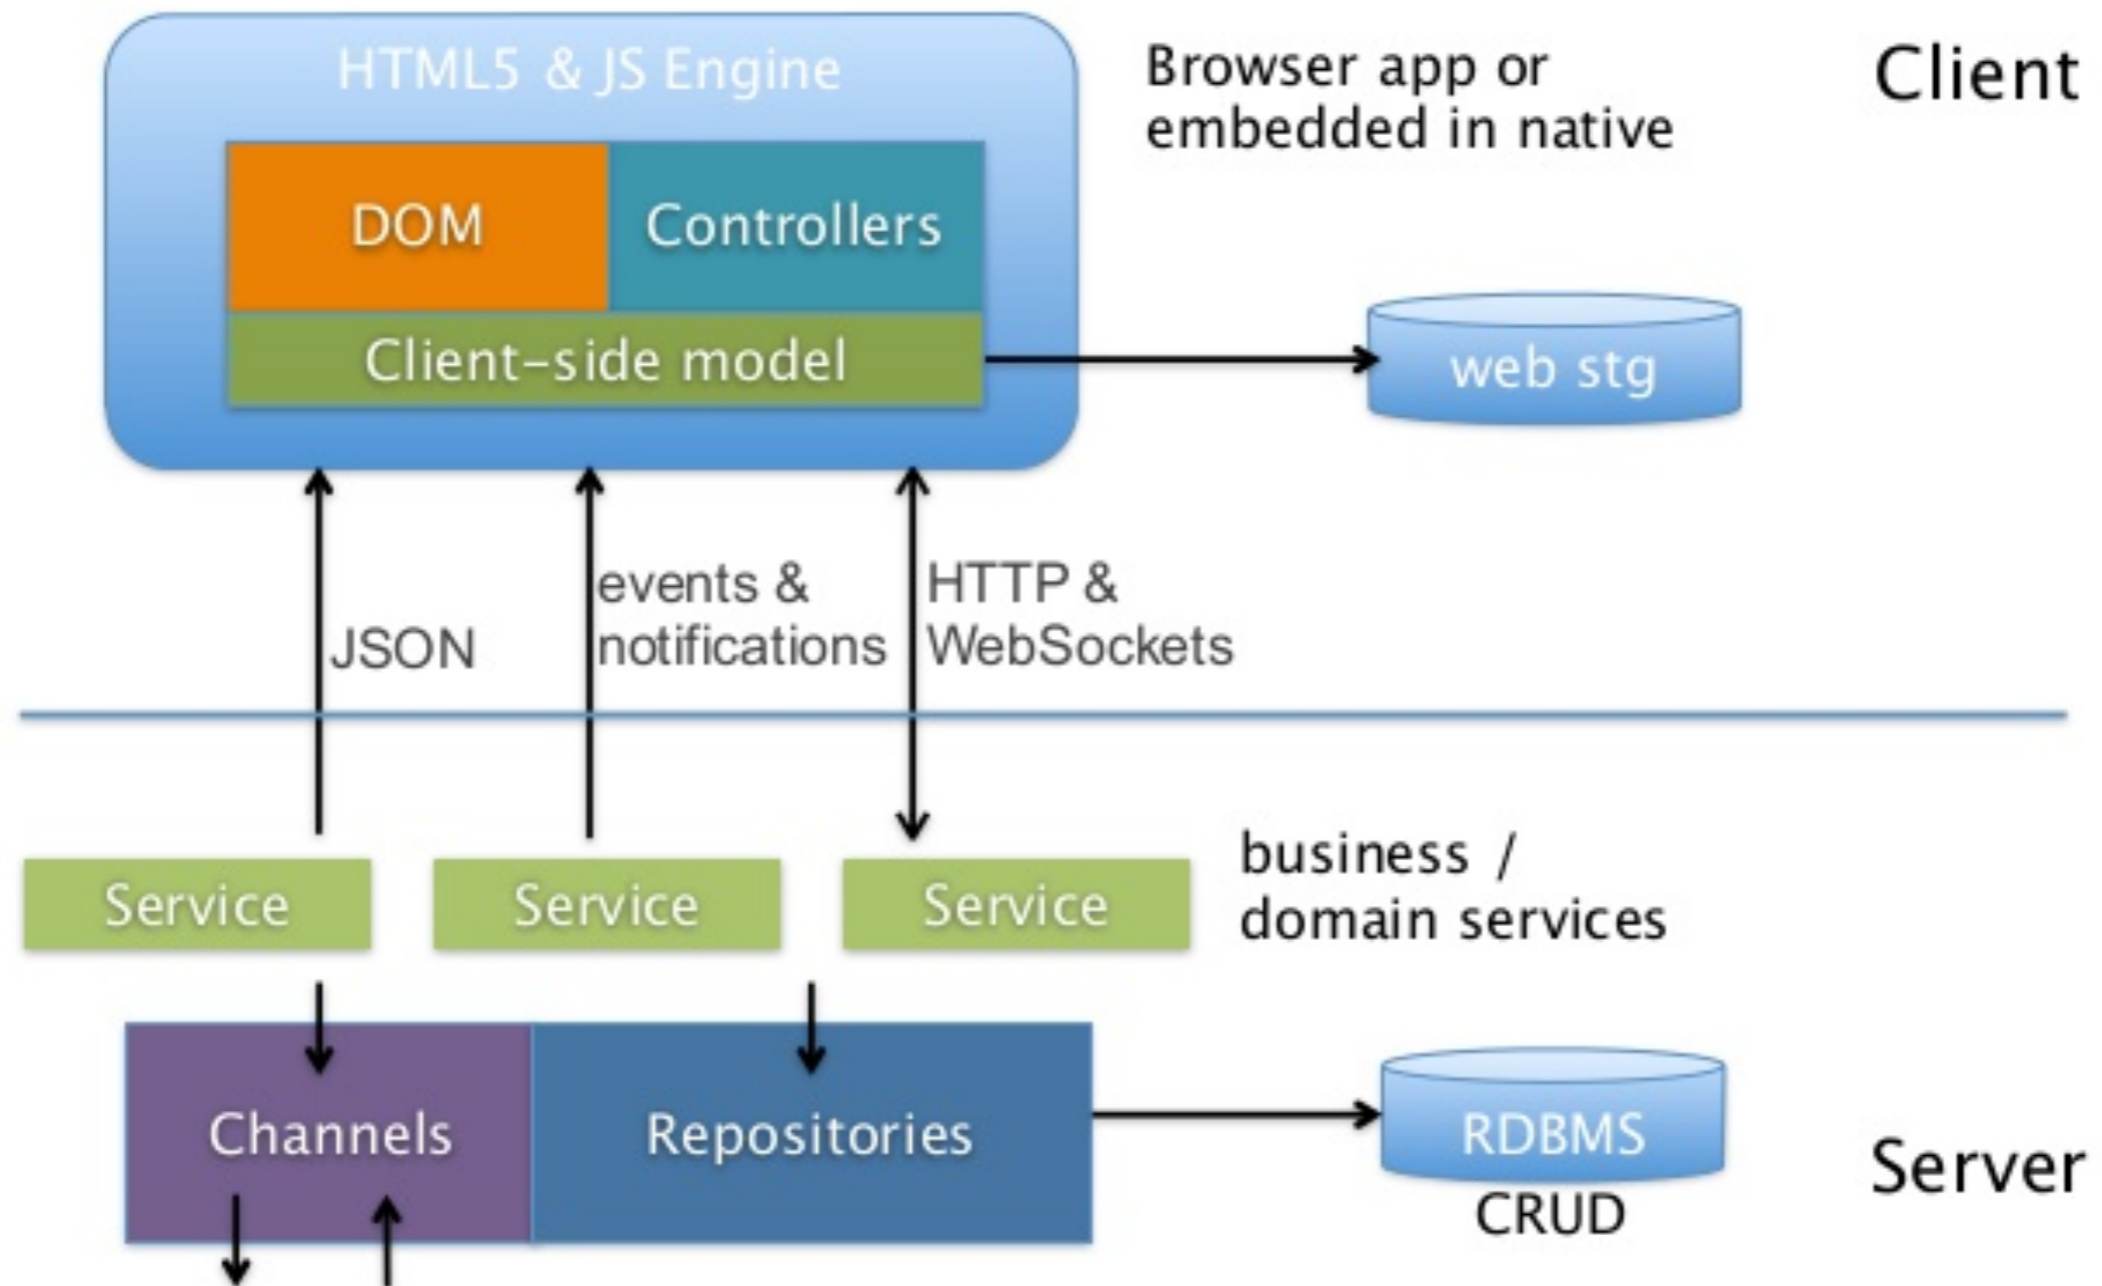 HTML5 & JS Engine
Browser app or
embedded in native
Client
DOM
Controllers
Client-side model
web stg
JSON
events &
notifications
HTTP &
WebSockets
Service
Service
Service
business /
domain services
Channels
Repositories
RDBMS
CRUD
Server